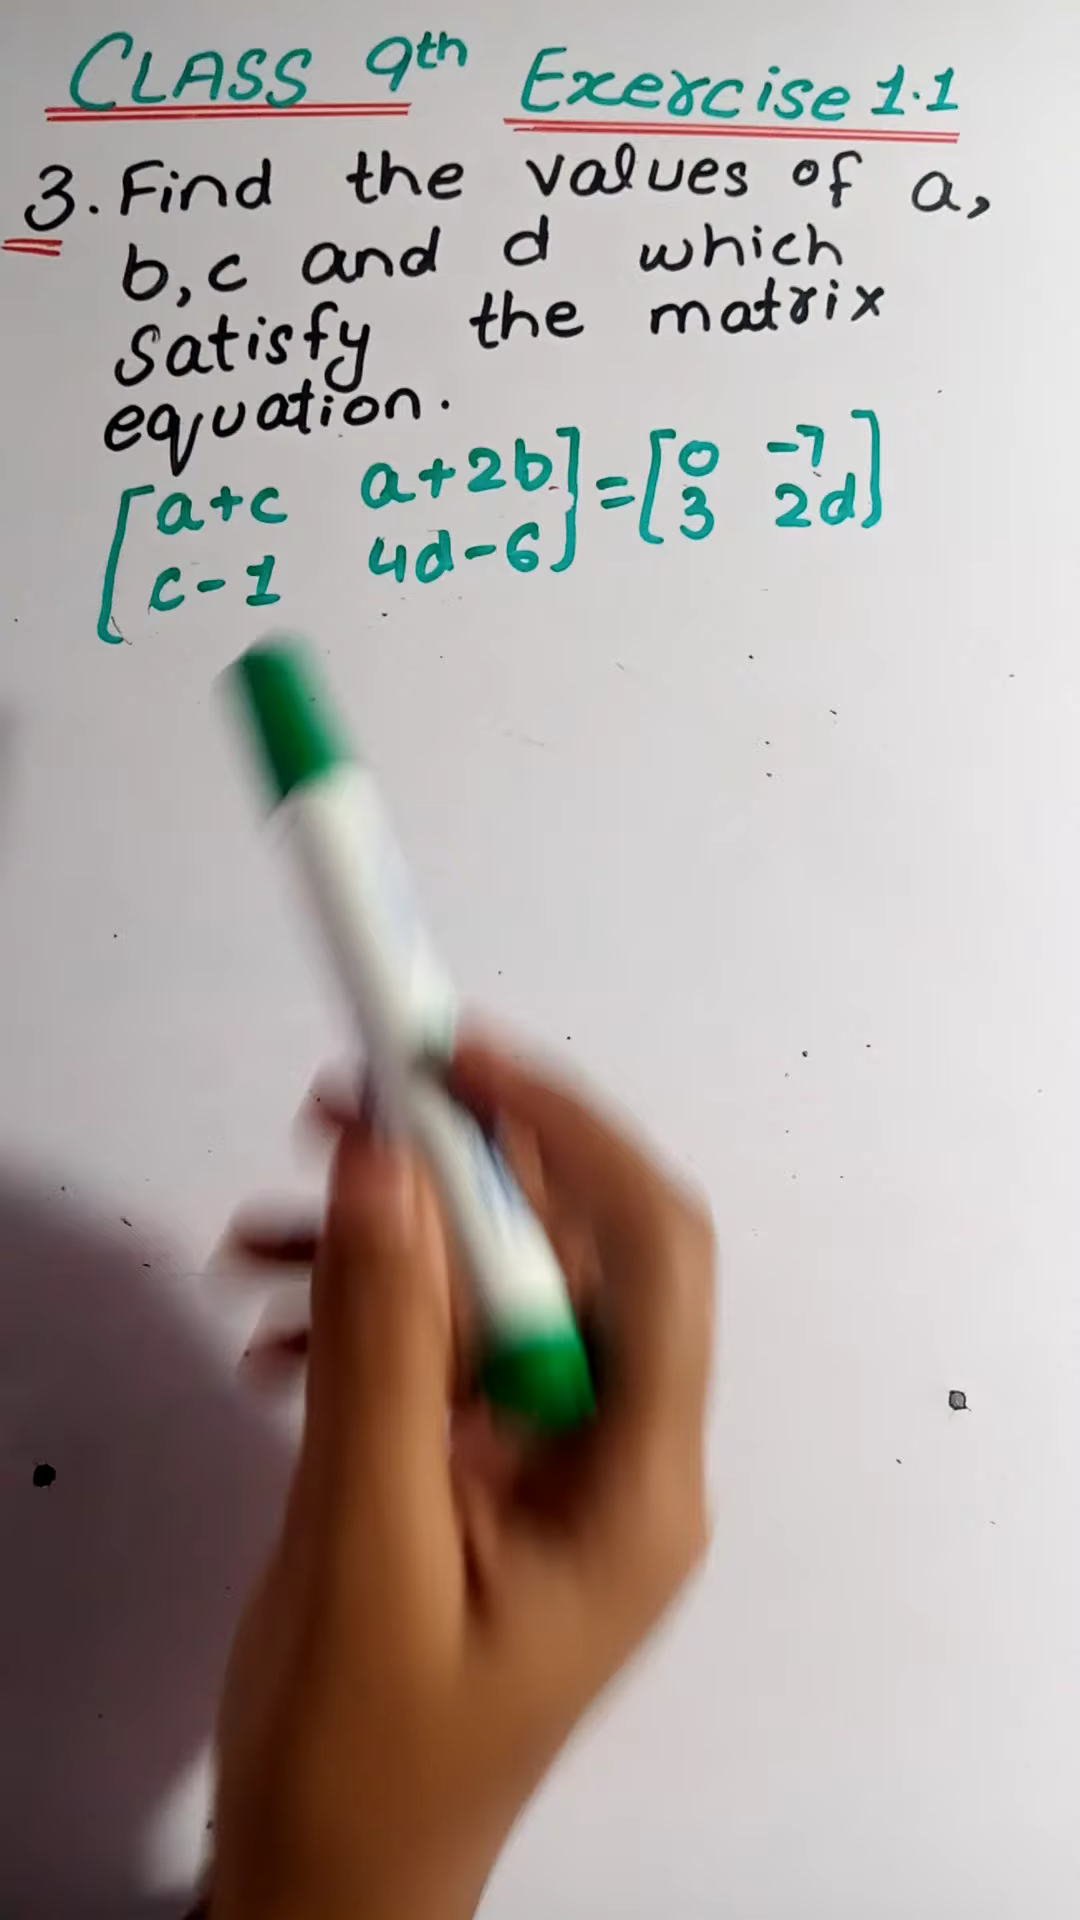 CLASS 9th Exercise 1.1
3. Find the values of a,
b, c and d which
Satisfy the matrix
equation.
[a+c a+2b] = [0 -7]
[c-1 4d-6] [3 2d]